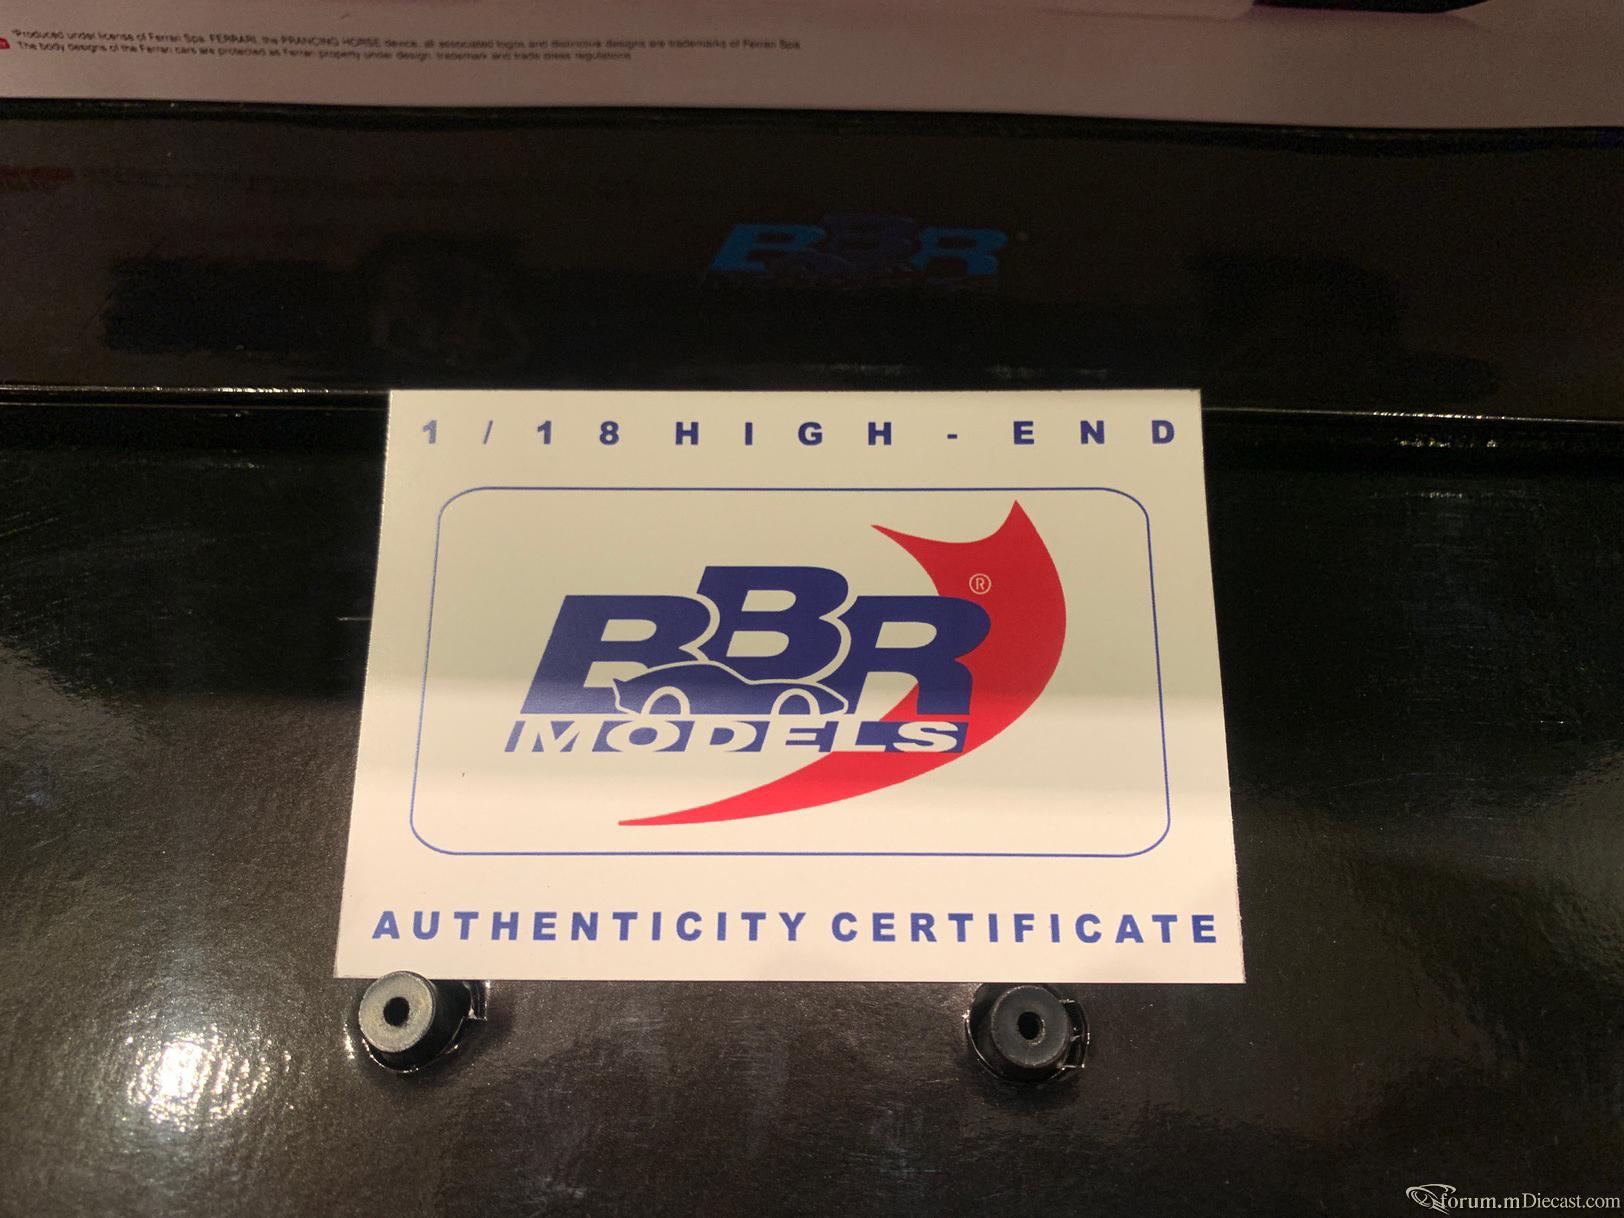 "Produced under license of Ferrari Spa. FERRARI, the PRANCING HORSE device, all associated logos and distinctive designs are trademarks of Ferrari Spa.
The body designs of the Ferrari cars are protected as Ferrari property under design, trademark and trade dress regulations
BBR
1/18 HIGH-END
BBR
®
MODELS
AUTHENTICITY CERTIFICATE
forum.mDiecast.com